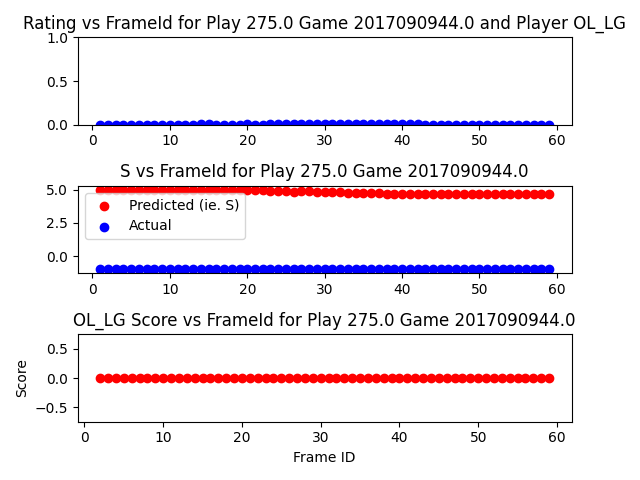 Rating vs FrameId for Play 275.0 Game 2017090944.0 and Player OL_LG
1.0
0.5
0.0
0 10 20 30 40 50 60
S vs FrameId for Play 275.0 Game 2017090944.0
5.0
2.5
0.0
Predicted (ie. S)
Actual
0 10 20 30 40 50 60
OL_LG Score vs FrameId for Play 275.0 Game 2017090944.0
Score
0.5
0.0
−0.5
0 10 20 30 40 50 60
Frame ID